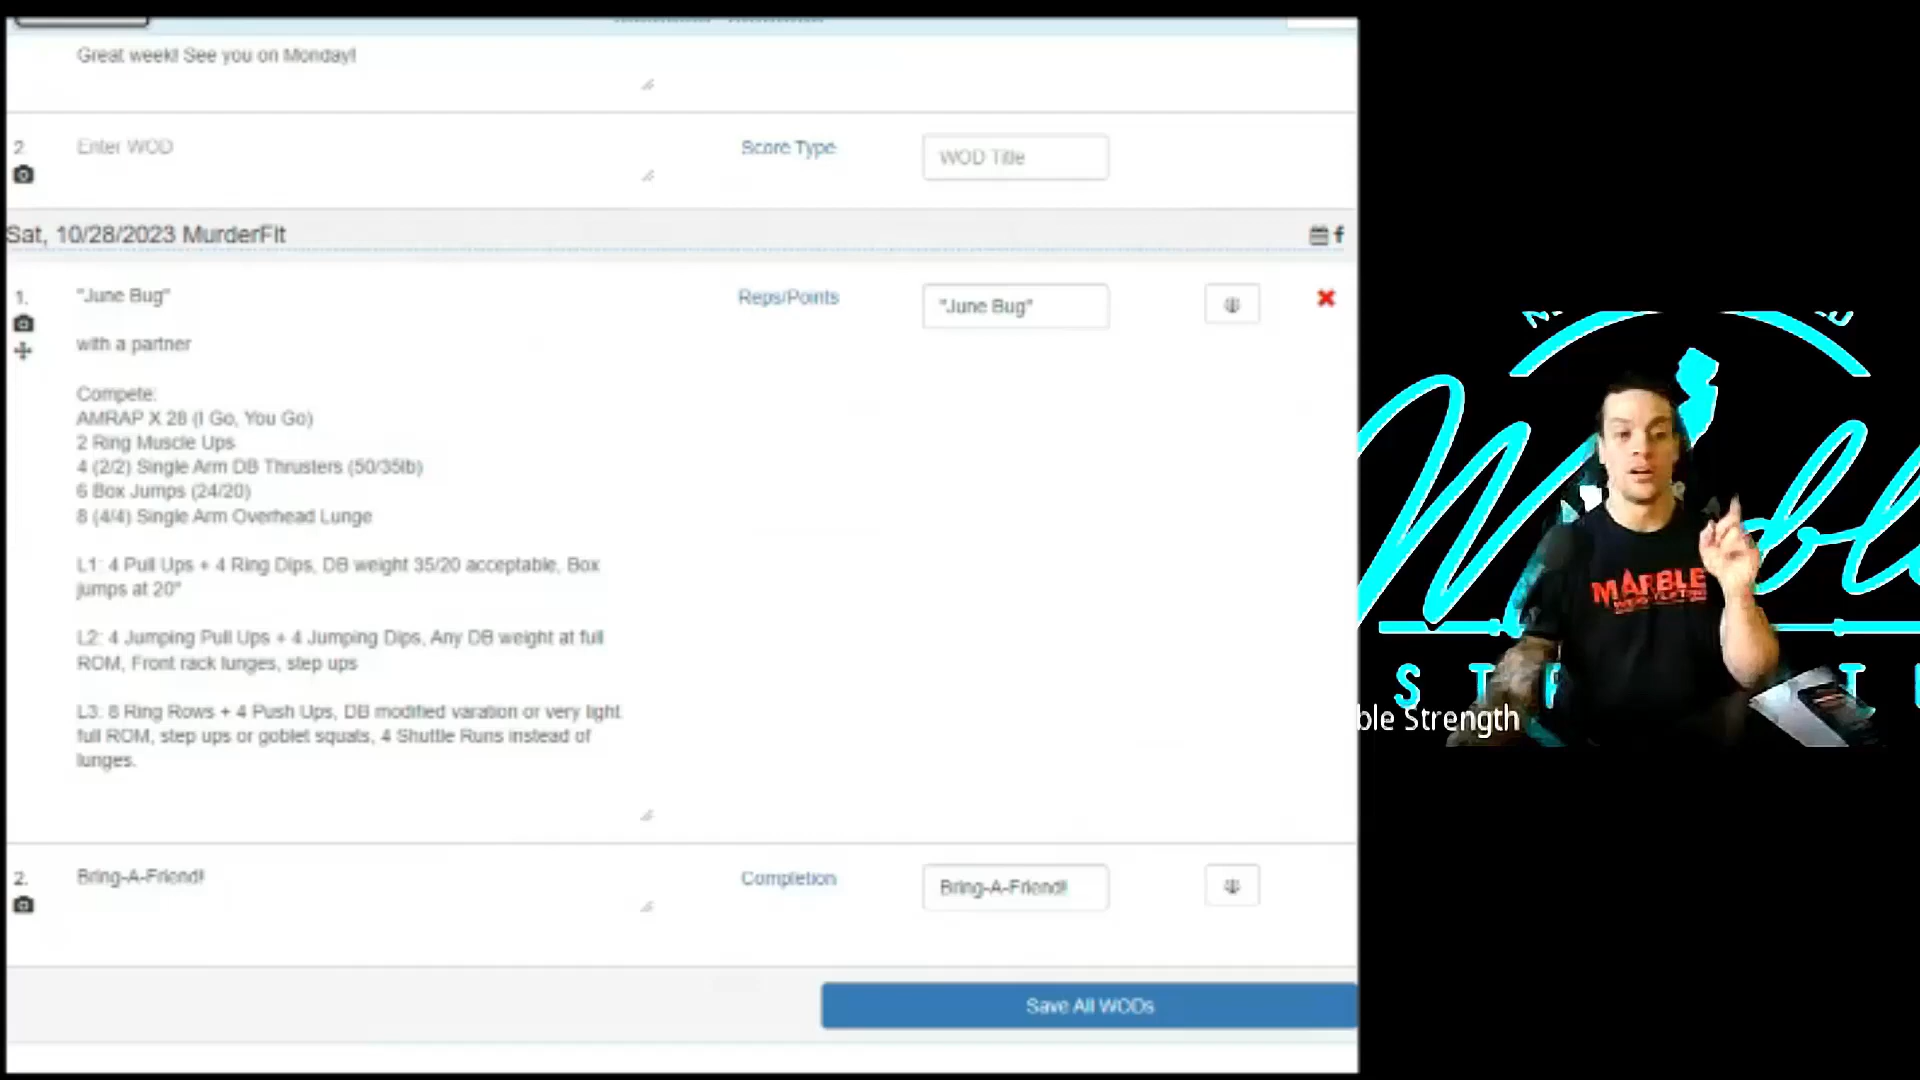 Great week! See you on Monday!
2 Enter WOD Score Type WOD Title
Sat, 10/28/2023 MurderFit
1. "June Bug" Reps/Points "June Bug"
with a partner
Compete:
AMRAP X 28 (I Go, You Go)
2 Ring Muscle Ups
4 (2/2) Single Arm DB Thrusters (50/35lb)
6 Box Jumps (24/20)
8 (4/4) Single Arm Overhead Lunge
L1: 4 Pull Ups + 4 Ring Dips, DB weight 35/20 acceptable, Box
jumps at 20"
L2: 4 Jumping Pull Ups + 4 Jumping Dips, Any DB weight at full
ROM, Front rack lunges, step ups
L3: 8 Ring Rows + 4 Push Ups, DB modified varation or very light
full ROM, step ups or goblet squats, 4 Shuttle Runs instead of
lunges.
2. Bring-A-Friend! Completion Bring-A-Friend!
Save All WODs
MARBLE
ble Strength